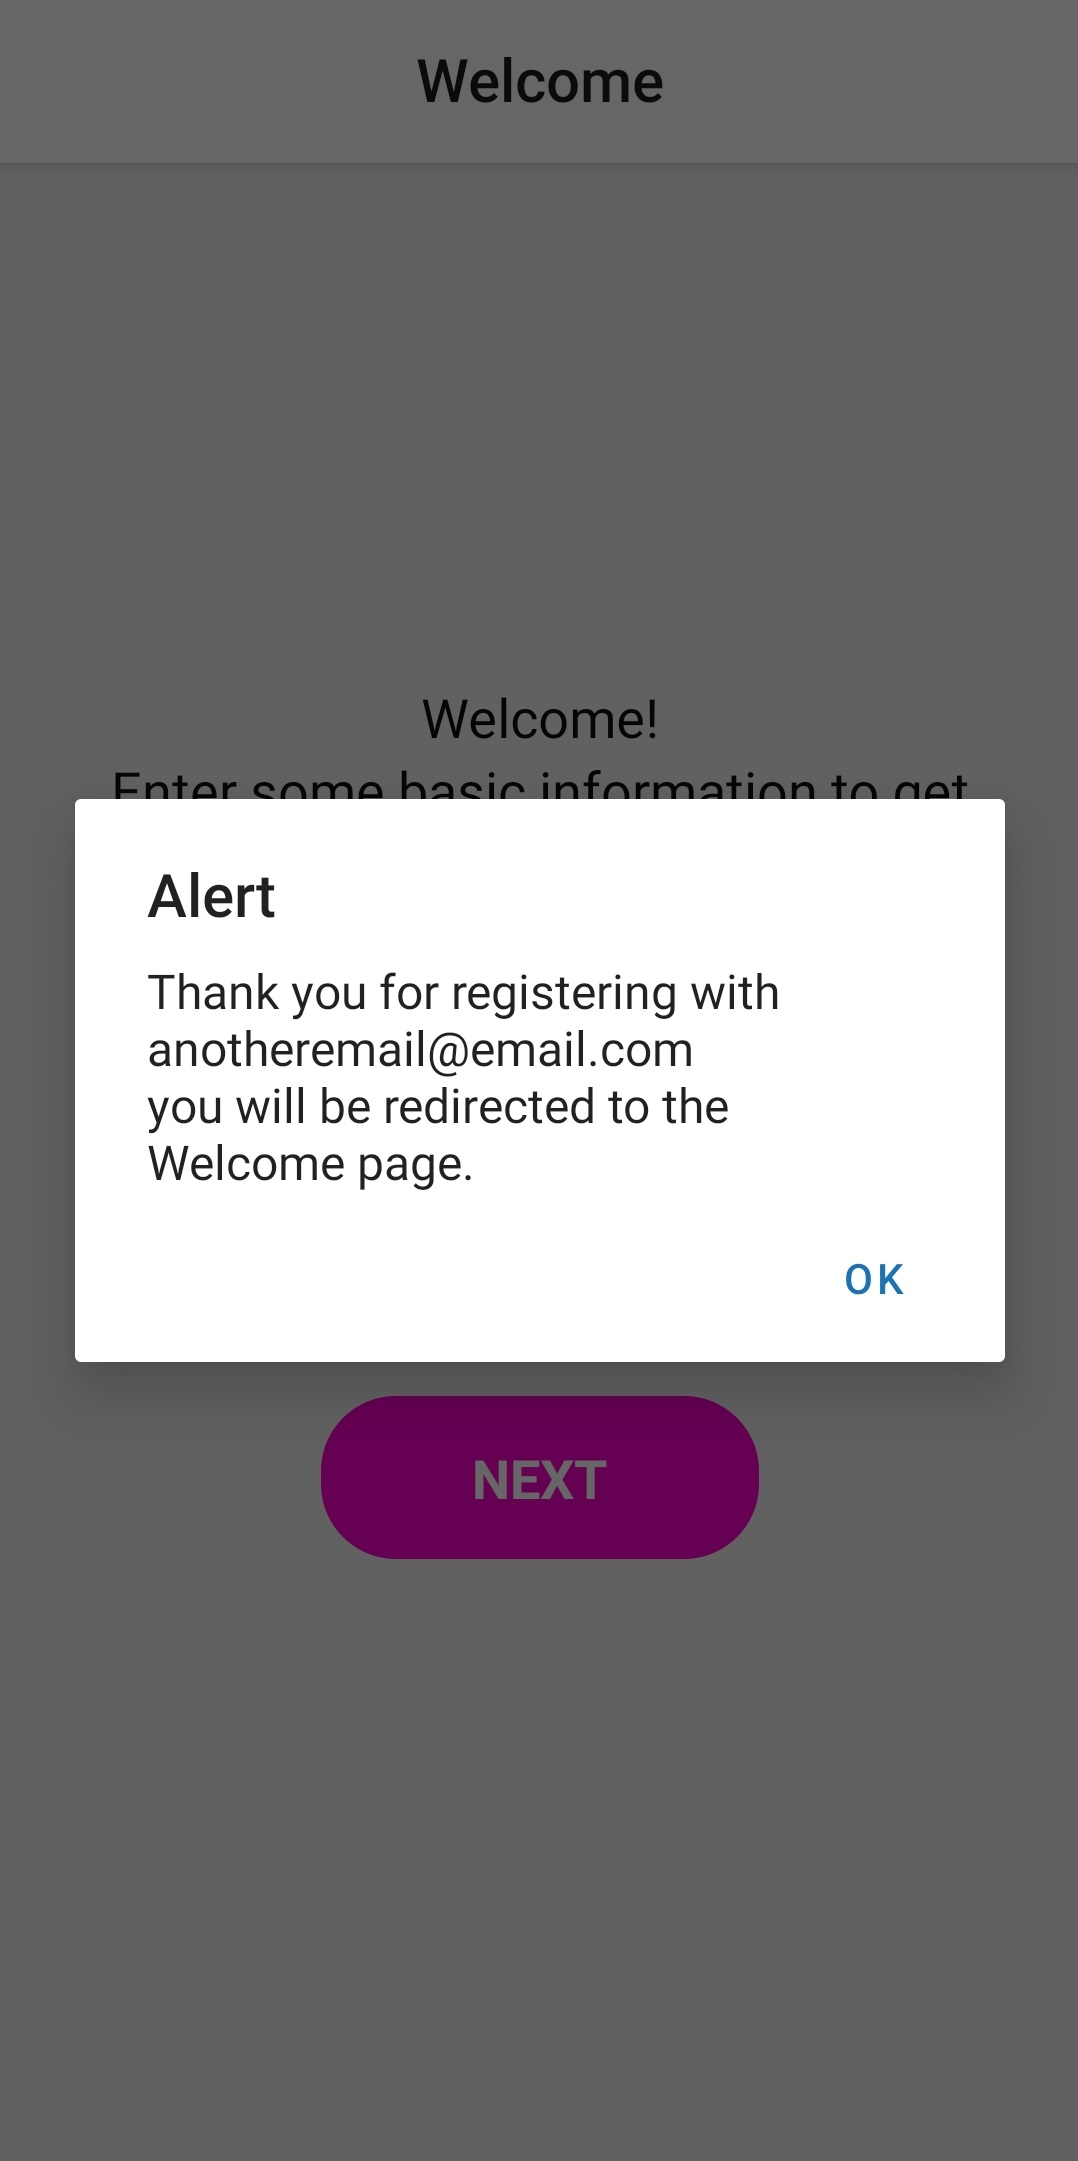 Welcome
Welcome!
Enter some basic information to get
Alert
Thank you for registering with
anotheremail@email.com
you will be redirected to the
Welcome page.
OK
NEXT